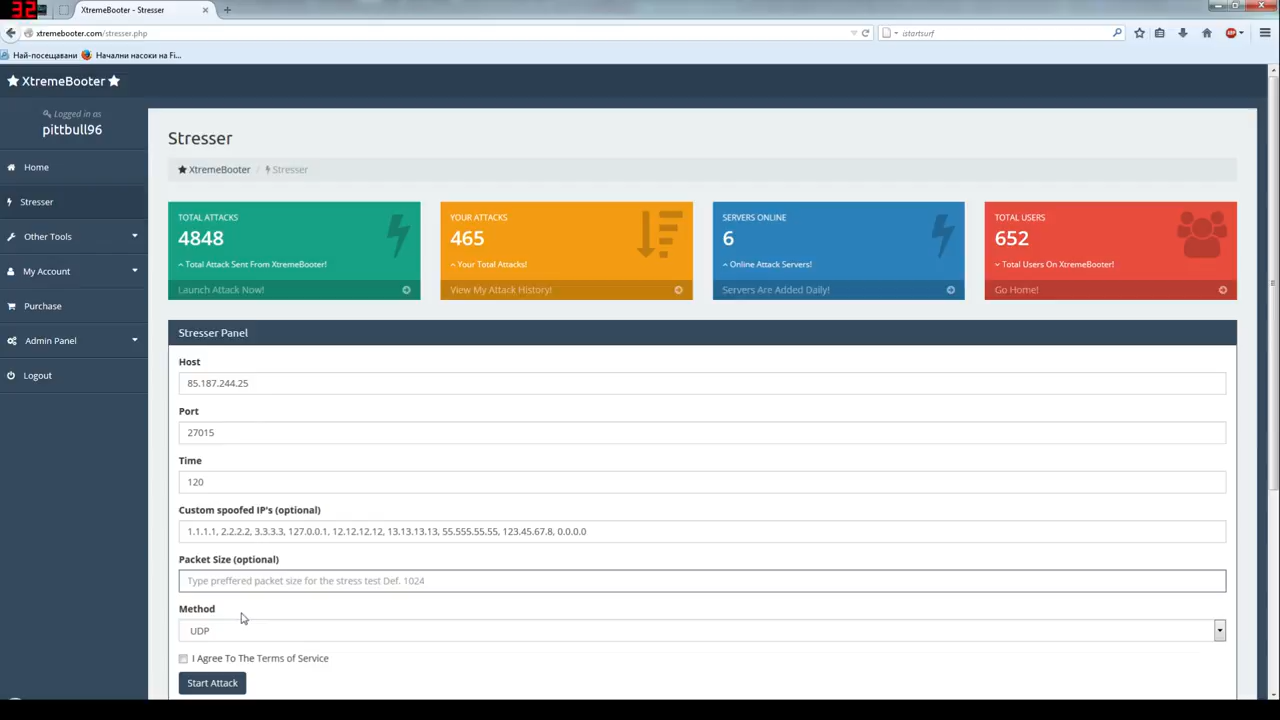 32
XtremeBooter - Stresser
xtremebooter.com/stresser.php
istartsurf
Най-посещавани
Начални насоки на Fi...
XtremeBooter
Logged in as
pittbull96
Home
Stresser
Other Tools
My Account
Purchase
Admin Panel
Logout
Stresser
XtremeBooter / Stresser
TOTAL ATTACKS
4848
Total Attack Sent From XtremeBooter!
Launch Attack Now!
YOUR ATTACKS
465
Your Total Attacks!
View My Attack History!
SERVERS ONLINE
6
Online Attack Servers!
Servers Are Added Daily!
TOTAL USERS
652
Total Users On XtremeBooter!
Go Home!
Stresser Panel
Host
85.187.244.25
Port
27015
Time
120
Custom spoofed IP's (optional)
1.1.1.1, 2.2.2.2, 3.3.3.3, 127.0.0.1, 12.12.12.12, 13.13.13.13, 55.555.55.55, 123.45.67.8, 0.0.0.0
Packet Size (optional)
Type preffered packet size for the stress test Def. 1024
Method
UDP
I Agree To The Terms of Service
Start Attack